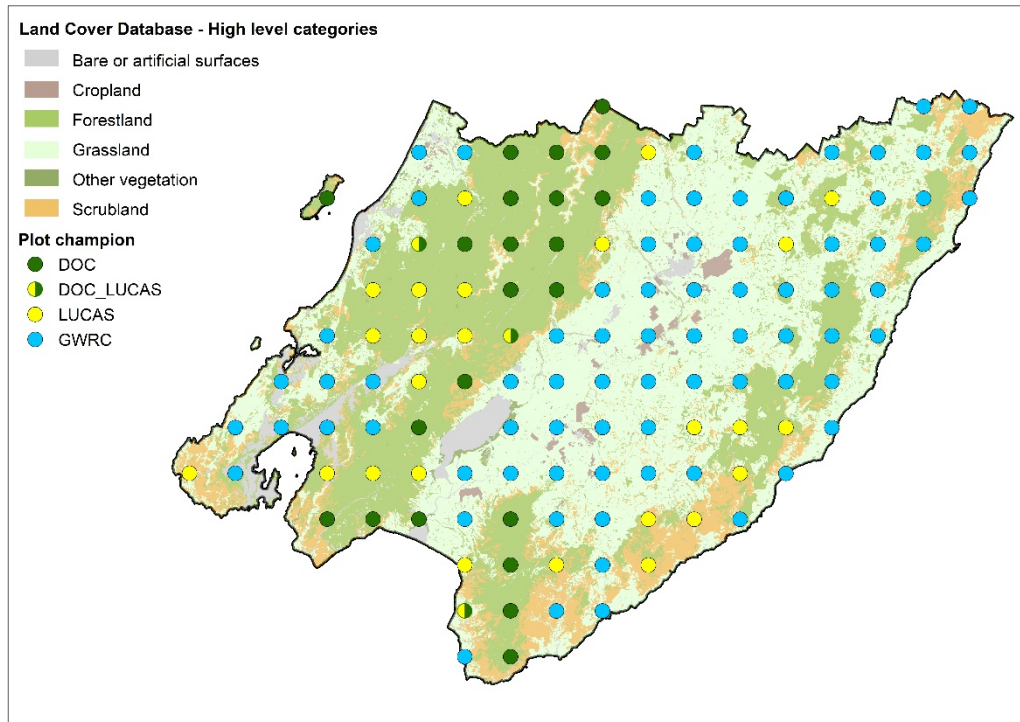 Land Cover Database - High level categories
Bare or artificial surfaces
Cropland
Forestland
Grassland
Other vegetation
Scrubland
Plot champion
DOC
DOC_LUCAS
LUCAS
GWRC